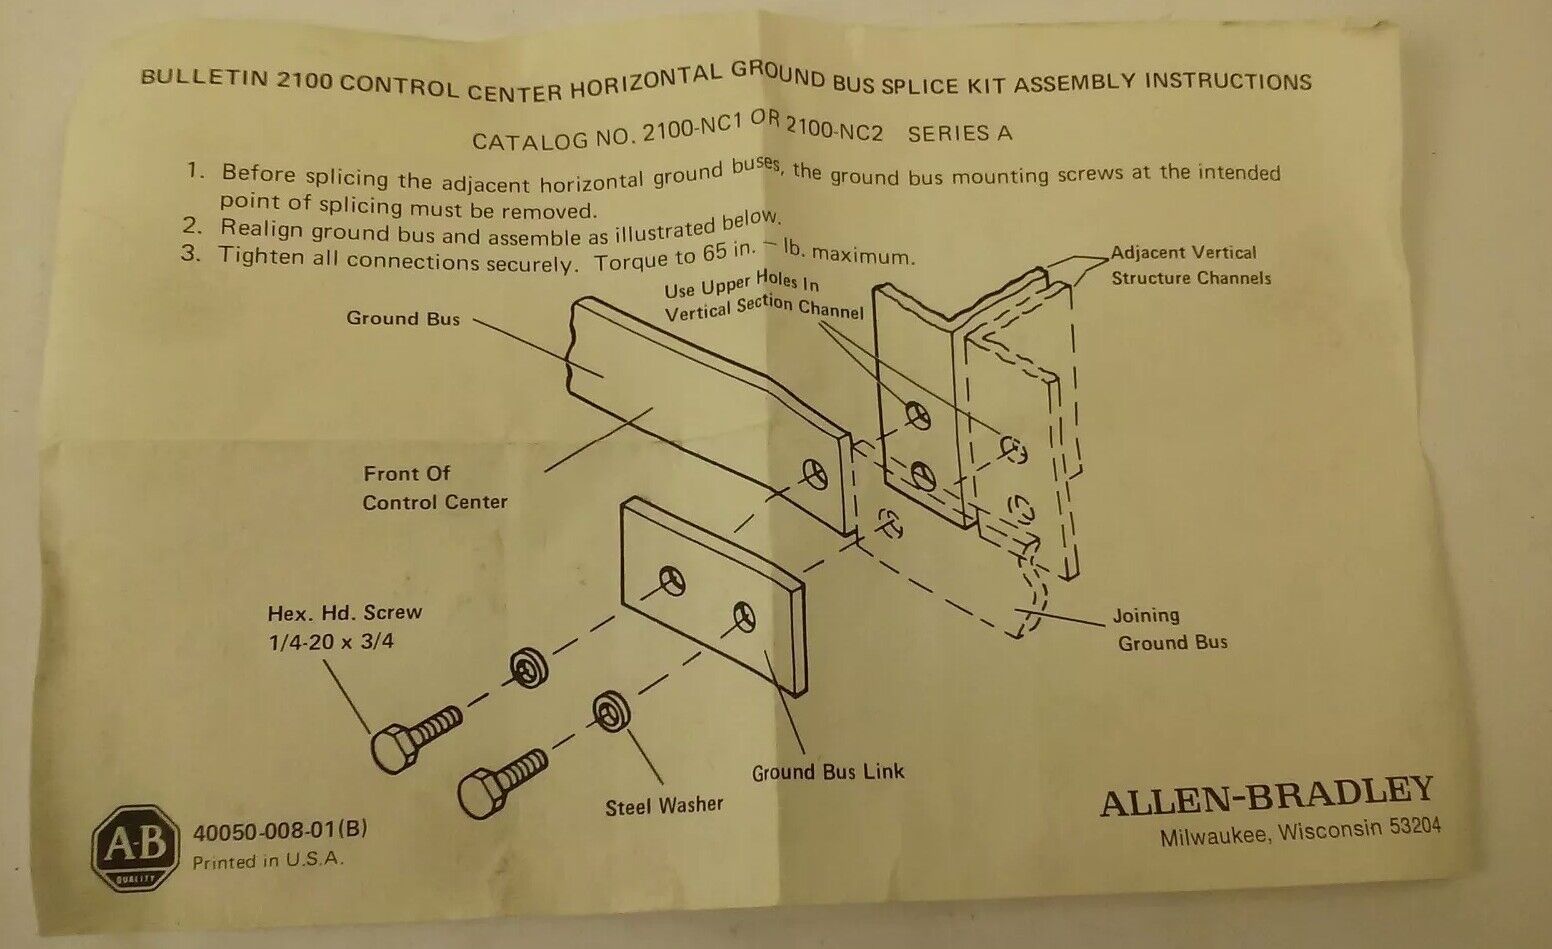 BULLETIN 2100 CONTROL CENTER HORIZONTAL GROUND BUS SPLICE KIT ASSEMBLY INSTRUCTIONS
CATALOG NO. 2100-NC1 OR 2100-NC2 SERIES A
1. Before splicing the adjacent horizontal ground buses, the ground bus mounting screws at the intended
point of splicing must be removed.
2. Realign ground bus and assemble as illustrated below.
3. Tighten all connections securely. Torque to 65 in. – lb. maximum.
Adjacent Vertical
Structure Channels
Use Upper Holes In
Vertical Section Channel
Ground Bus
Front Of
Control Center
Hex. Hd. Screw
1/4-20 x 3/4
Joining
Ground Bus
Ground Bus Link
Steel Washer
A-B
QUALITY
40050-008-01(B)
Printed in U.S.A.
ALLEN-BRADLEY
Milwaukee, Wisconsin 53204